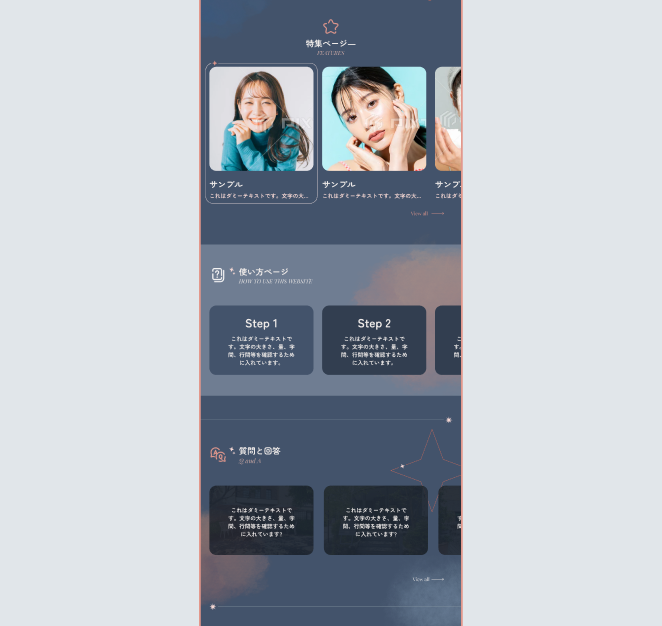 特集ページ―
FEATURES
サンプル
これはダミーテキストです。文字の大...
サンプル
これはダミーテキストです。文字の大...
サンプ
これはダミ
View all
使い方ページ
HOW TO USE THIS WEBSITE
Step 1
これはダミーテキストで
す。文字の大きさ、量、字
間、行間等を確認するため
に入れています。
Step 2
これはダミーテキストで
す。文字の大きさ、量、字
間、行間等を確認するため
に入れています。
質問と回答
Q and A
これはダミーテキストで
す。文字の大きさ、量、字
間、行間等を確認するため
に入れています?
これはダミーテキストで
す。文字の大きさ、量、字
間、行間等を確認するため
に入れています?
View all